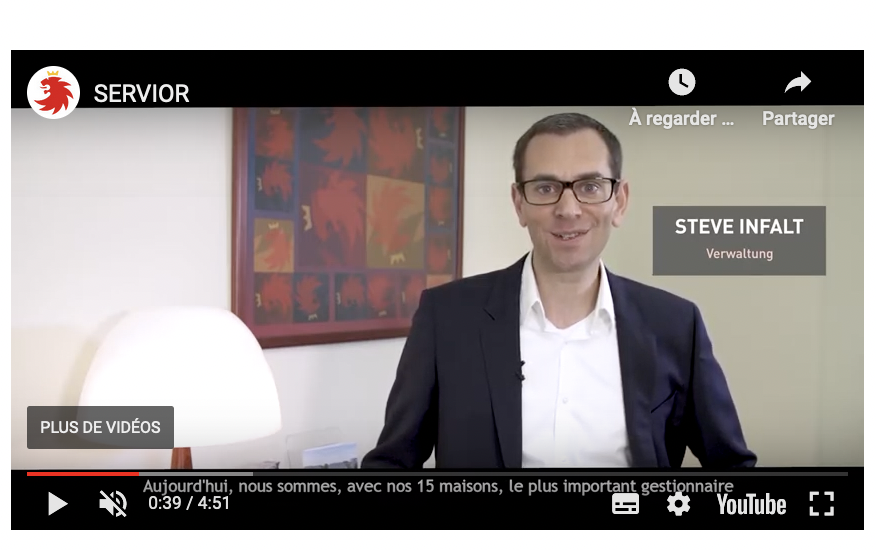 SERVIOR
À regarder ...
Partager
STEVE INFALT
Verwaltung
PLUS DE VIDÉOS
Aujourd'hui, nous sommes, avec nos 15 maisons, le plus important gestionnaire
0:39 / 4:51
YouTube